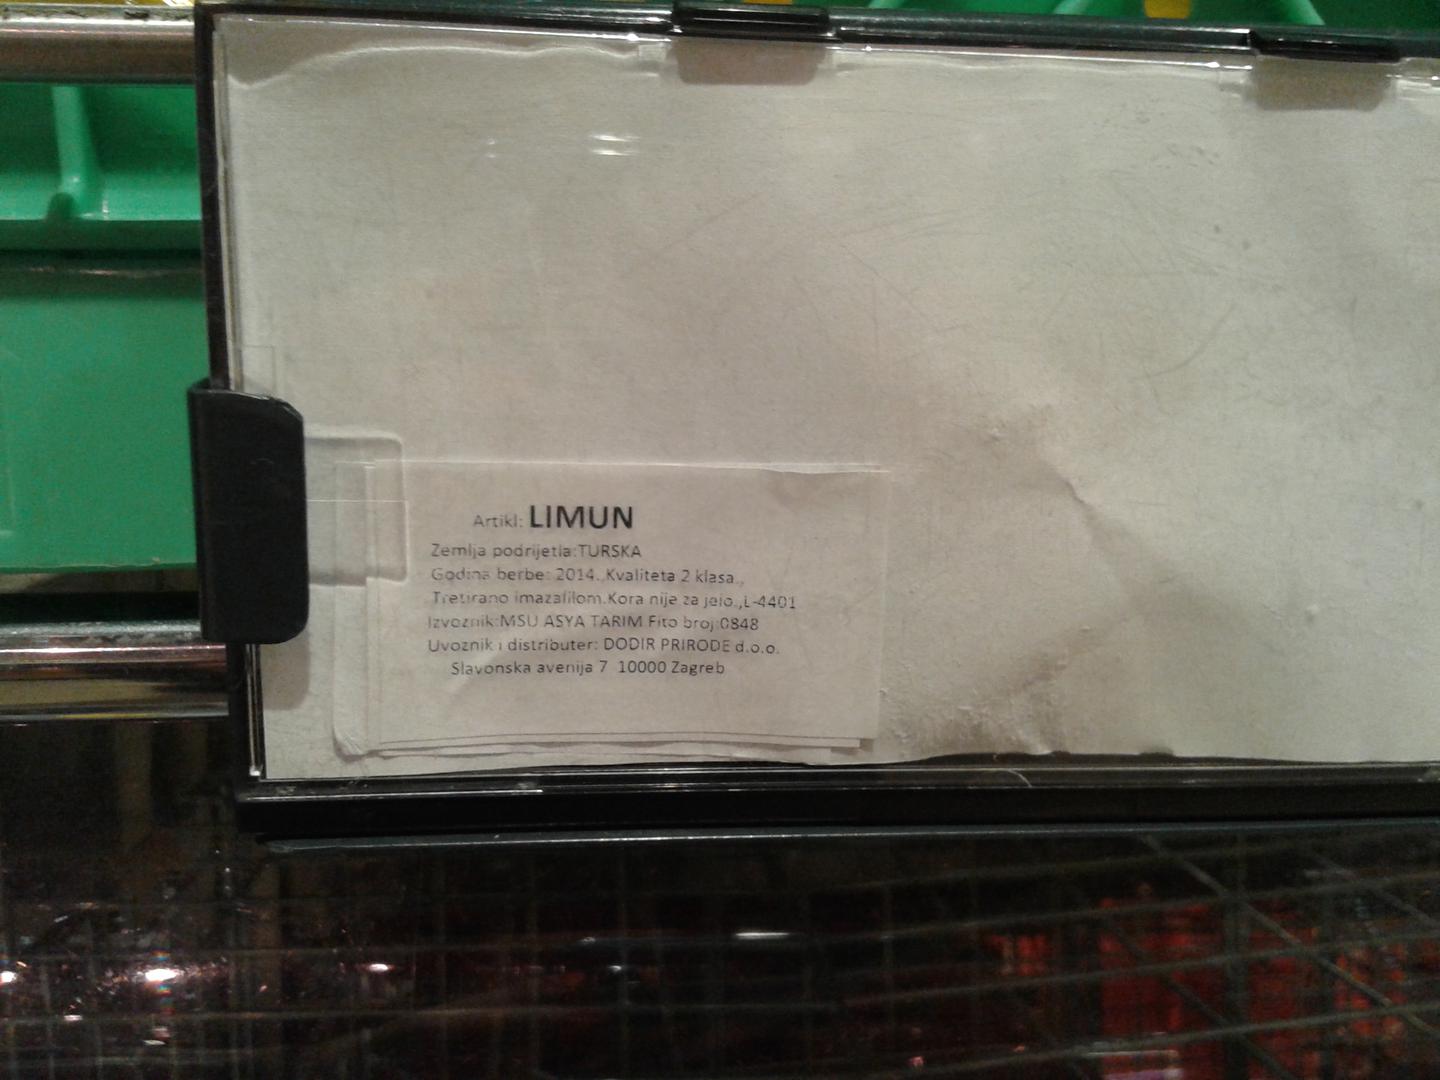 Artikl: LIMUN
Zemlja podrijetla:TURSKA
Godina berbe: 2014. Kvaliteta 2 klasa.,
Tretirano imazalilom.Kora nije za jelo.,L-4401
Izvoznik:MSU ASYA TARIM Fito broj:0848
Uvoznik i distributer: DODIR PRIRODE d.o.o.
Slavonska avenija 7 10000 Zagreb